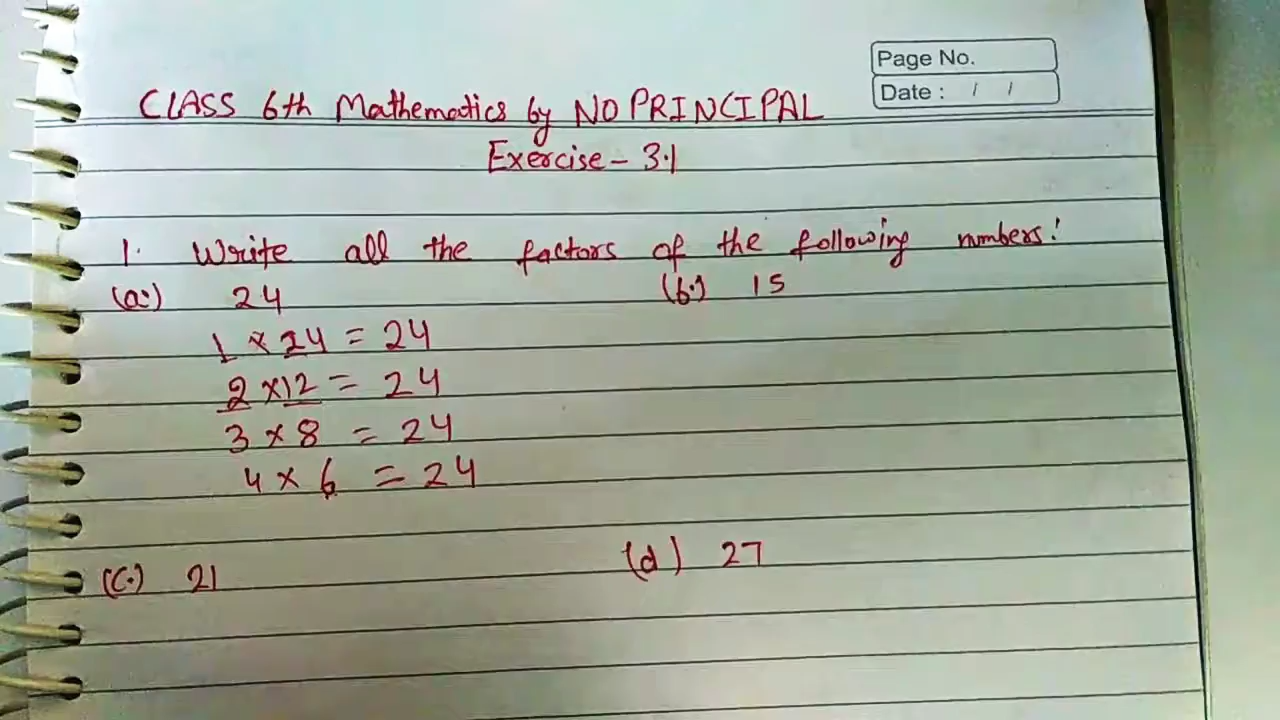 Page No.
Date : / /
CLASS 6th Mathematics by NO PRINCIPAL
Exercise - 3.1
1. Write all the factors of the following numbers:
(a.) 24 (b.) 15
1 × 24 = 24
2 × 12 = 24
3 × 8 = 24
4 × 6 = 24
(c.) 21 (d) 27